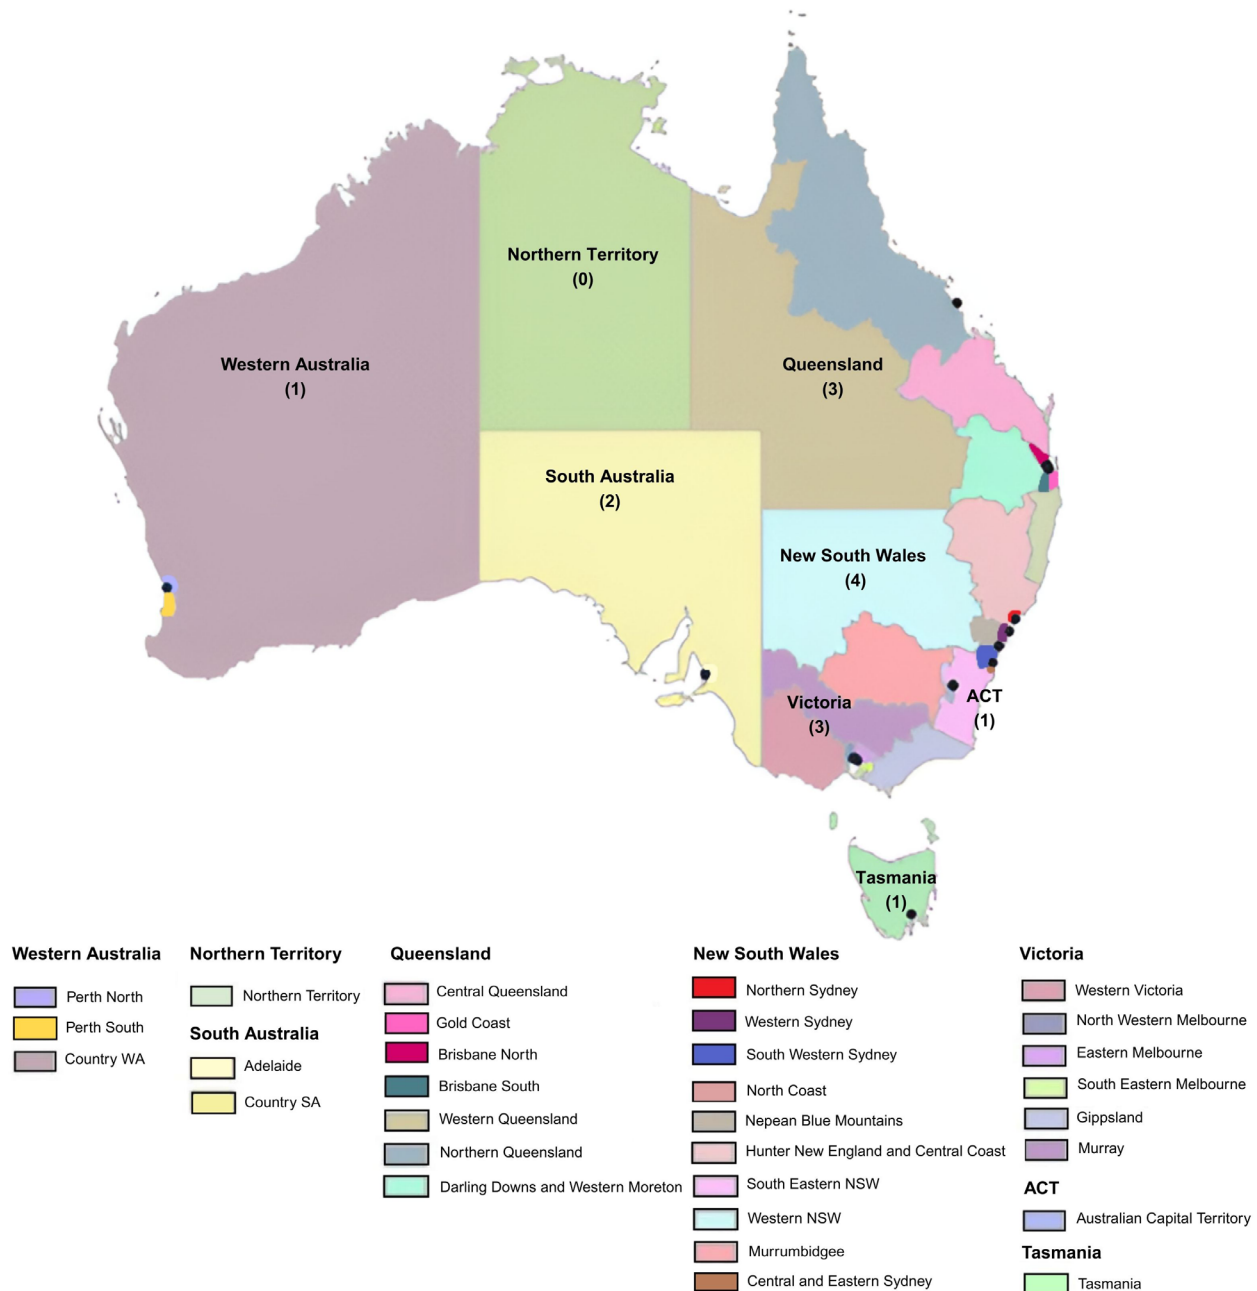 Northern Territory
(0)
Western Australia
(1)
Queensland
(3)
South Australia
(2)
New South Wales
(4)
Victoria
(3)
ACT
(1)
Tasmania
(1)
Western Australia
Perth North
Perth South
Country WA
Northern Territory
Northern Territory
South Australia
Adelaide
Country SA
Queensland
Central Queensland
Gold Coast
Brisbane North
Brisbane South
Western Queensland
Northern Queensland
Darling Downs and Western Moreton
New South Wales
Northern Sydney
Western Sydney
South Western Sydney
North Coast
Nepean Blue Mountains
Hunter New England and Central Coast
South Eastern NSW
Western NSW
Murrumbidgee
Central and Eastern Sydney
Victoria
Western Victoria
North Western Melbourne
Eastern Melbourne
South Eastern Melbourne
Gippsland
Murray
ACT
Australian Capital Territory
Tasmania
Tasmania